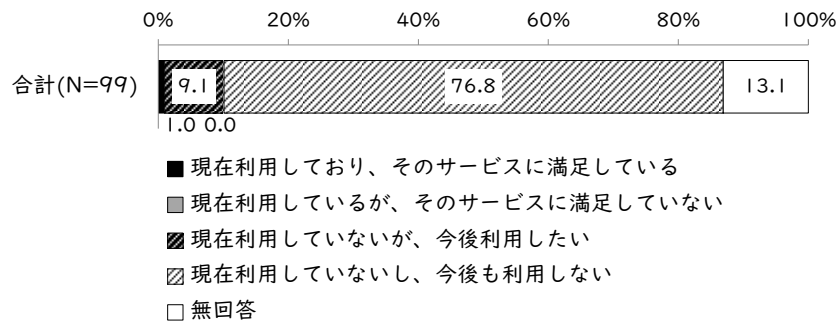 0% 20% 40% 60% 80% 100%
合計(N=99) 9.1 76.8 13.1
1.0 0.0
現在利用しており、そのサービスに満足している
現在利用しているが、そのサービスに満足していない
現在利用していないが、今後利用したい
現在利用していないし、今後も利用しない
無回答